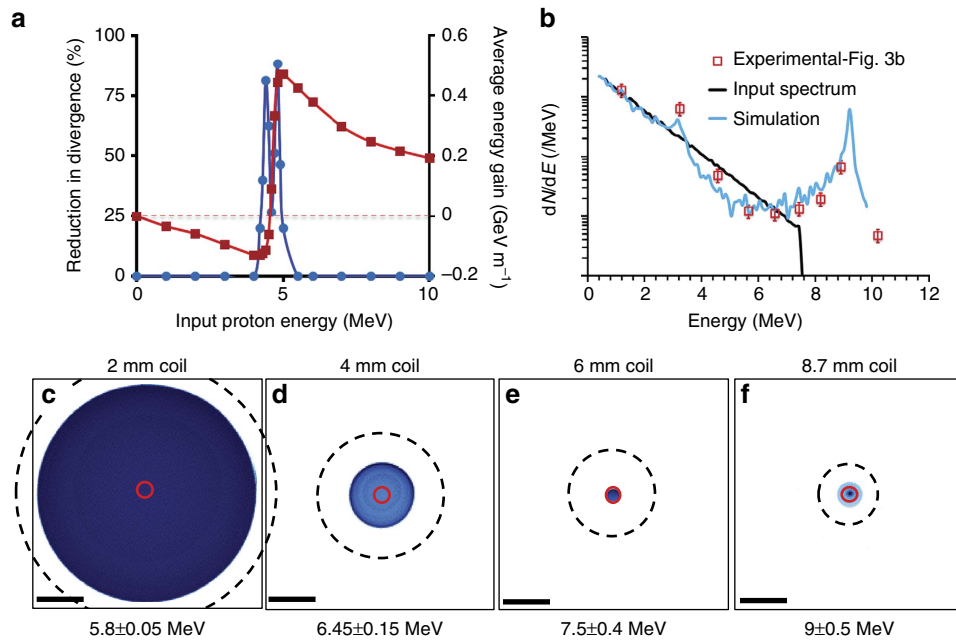 a
Reduction in divergence (%)
100
75
50
25
0
0.6
0.4
0.2
0
−0.2
Average energy gain (GeV m−1)
0
5
10
Input proton energy (MeV)
b
dN/dE (/MeV)
Experimental-Fig. 3b
Input spectrum
Simulation
0 2 4 6 8 10 12
Energy (MeV)
2 mm coil
4 mm coil
6 mm coil
8.7 mm coil
c
d
e
f
5.8±0.05 MeV
6.45±0.15 MeV
7.5±0.4 MeV
9±0.5 MeV